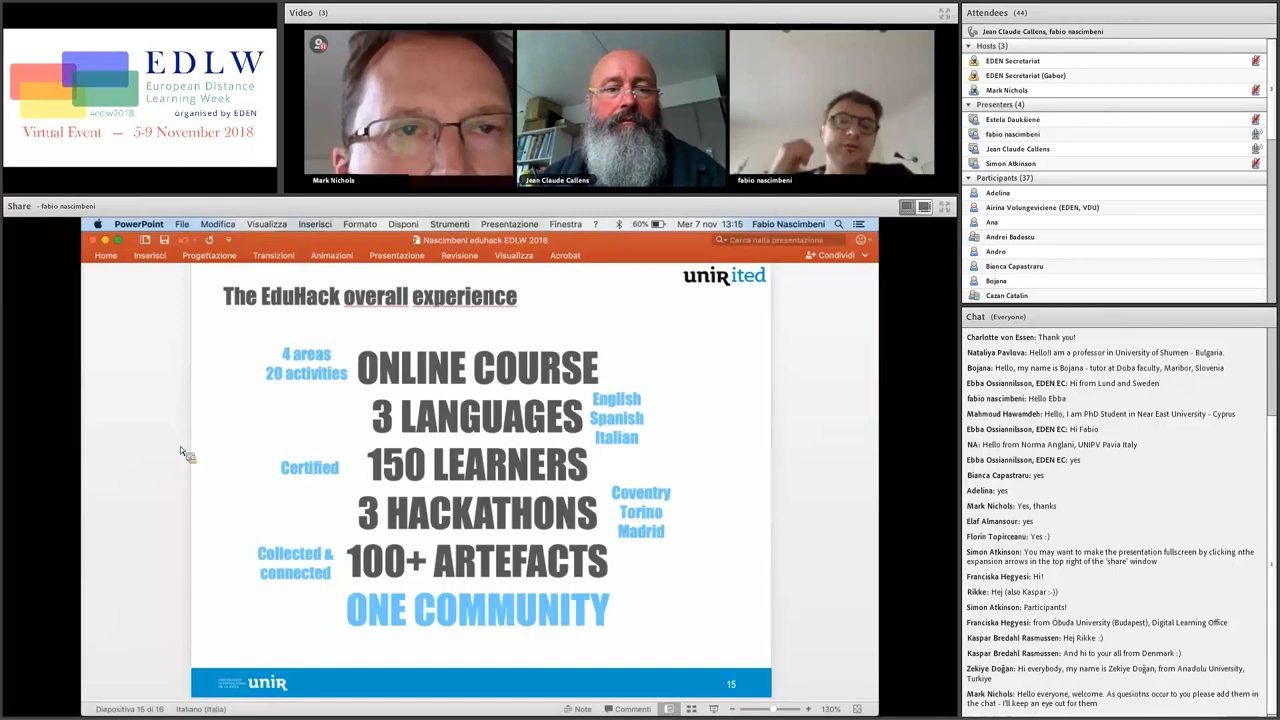 EDLW
European Distance
Learning Week
#edlw2018
organised by EDEN
Virtual Event — 5-9 November 2018
Video (3)
Mark Nichols
Jean Claude Callens
fabio nascimbeni
Share - fabio nascimbeni
PowerPoint File Modifica Visualizza Inserisci Formato Disponi Strumenti Presentazione Finestra ? 60% Mer 7 nov 13:15 Fabio Nascimbeni
Nascimbeni eduhack EDLW 2018
Cerca nella presentazione
Home Inserisci Progettazione Transizioni Animazioni Presentazione Revisione Visualizza Acrobat Condividi
uniRited
The EduHack overall experience
4 areas
20 activities
ONLINE COURSE
3 LANGUAGES
English
Spanish
Italian
Certified
150 LEARNERS
3 HACKATHONS
Coventry
Torino
Madrid
Collected &
connected
100+ ARTEFACTS
ONE COMMUNITY
unir
15
Diapositiva 15 di 16 Italiano (Italia) Note Commenti 130%
Attendees (44)
Jean Claude Callens, fabio nascimbeni
Hosts (3)
EDEN Secretariat
EDEN Secretariat (Gabor)
Mark Nichols
Presenters (4)
Estela Daukšienė
fabio nascimbeni
Jean Claude Callens
Simon Atkinson
Participants (37)
Adelina
Airina Volungeviciene (EDEN, VDU)
Ana
Andrei Badescu
Andro
Bianca Capastraru
Bojana
Cazan Catalin
Chat (Everyone)
Charlotte von Essen: Thank you!
Nataliya Pavlova: Hello!I am a professor in University of Shumen - Bulgaria.
Bojana: Hello, my name is Bojana - tutor at Doba faculty, Maribor, Slovenia
Ebba Ossiannilsson, EDEN EC: Hi from Lund and Sweden
fabio nascimbeni: Hello Ebba
Mahmoud Hawamdeh: Hello, I am PhD Student in Near East University - Cyprus
Ebba Ossiannilsson, EDEN EC: Hi Fabio
NA: Hello from Norma Anglani, UNIPV Pavia Italy
Ebba Ossiannilsson, EDEN EC: yes
Bianca Capastraru: yes
Adelina: yes
Mark Nichols: Yes, thanks
Elaf Almansour: yes
Florin Topirceanu: Yes :)
Simon Atkinson: You may want to make the presentation fullscreen by clicking nthe
expansion arrows in the top right of the 'share' window
Franciska Hegyesi: Hi!
Rikke: Hej (also Kaspar :-))
Simon Atkinson: Participants!
Franciska Hegyesi: from Óbuda University (Budapest), Digital Learning Office
Kaspar Bredahl Rasmussen: Hej Rikke :)
Kaspar Bredahl Rasmussen: And hi to your all from Denmark :)
Zekiye Doğan: Hi everybody, my name is Zekiye Doğan, from Anadolu University,
Turkiye
Mark Nichols: Hello everyone, welcome. As quesiotns occur to you please add them in
the chat - I'll keep an eye out for them